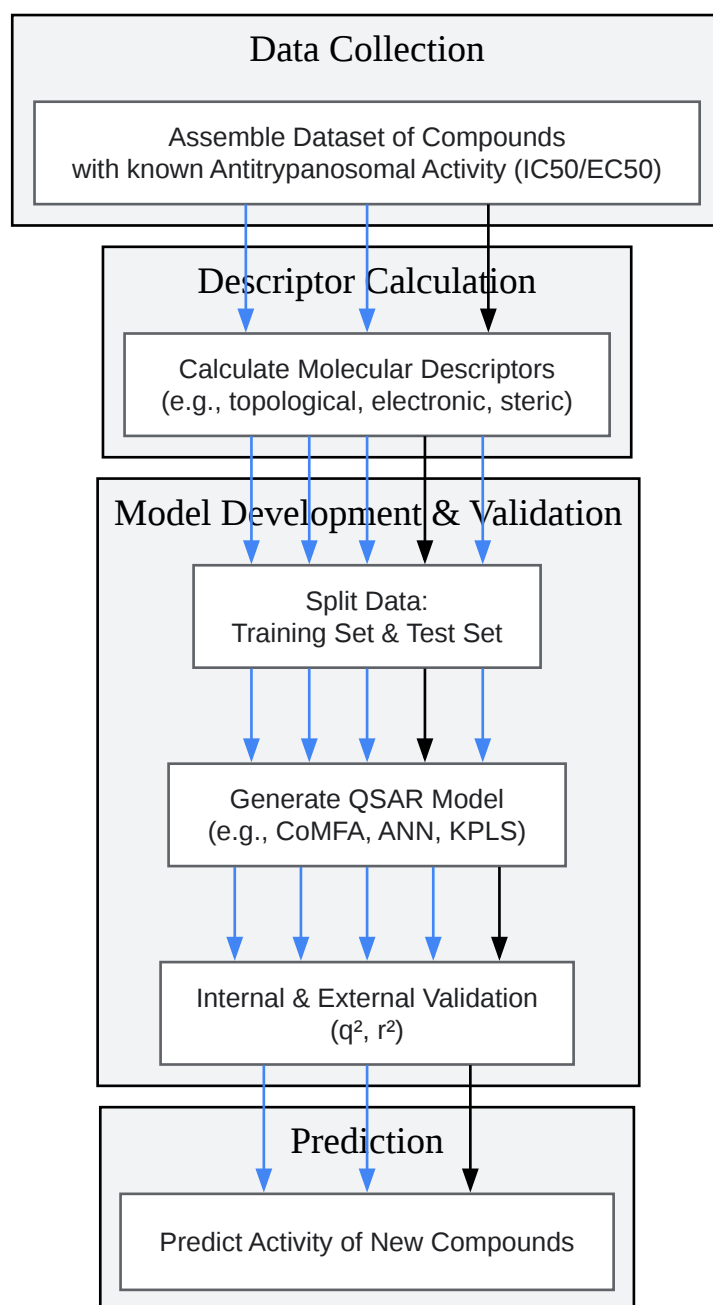 Data Collection
Assemble Dataset of Compounds
with known Antitrypanosomal Activity (IC50/EC50)
Descriptor Calculation
Calculate Molecular Descriptors
(e.g., topological, electronic, steric)
Model Development & Validation
Split Data:
Training Set & Test Set
Generate QSAR Model
(e.g., CoMFA, ANN, KPLS)
Internal & External Validation
(q², r²)
Prediction
Predict Activity of New Compounds